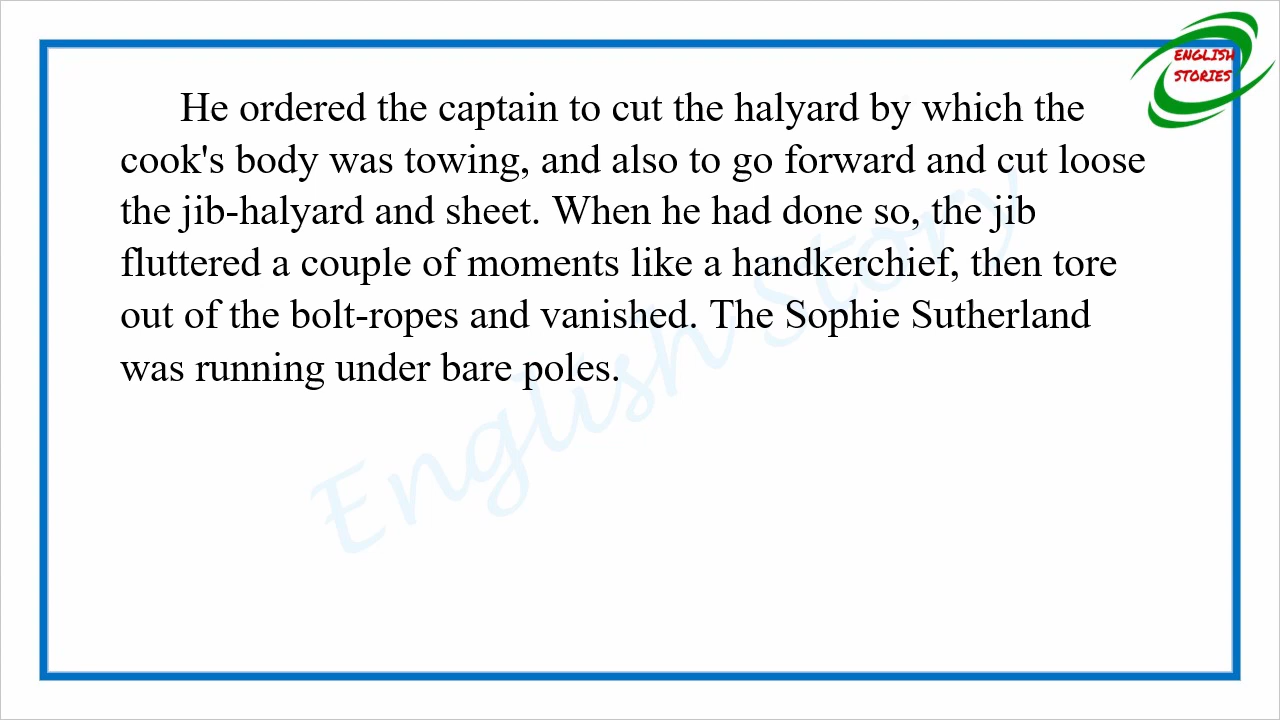 ENGLISH
STORIES
He ordered the captain to cut the halyard by which the
cook's body was towing, and also to go forward and cut loose
the jib-halyard and sheet. When he had done so, the jib
fluttered a couple of moments like a handkerchief, then tore
out of the bolt-ropes and vanished. The Sophie Sutherland
was running under bare poles.
English Story